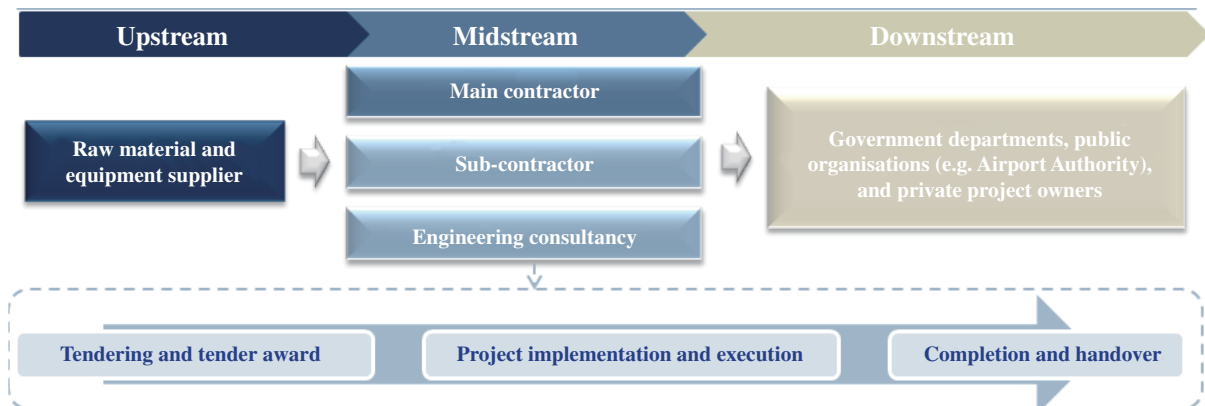 Upstream
Midstream
Downstream
Main contractor
Raw material and
equipment supplier
Sub-contractor
Government departments, public
organisations (e.g. Airport Authority),
and private project owners
Engineering consultancy
Tendering and tender award
Project implementation and execution
Completion and handover